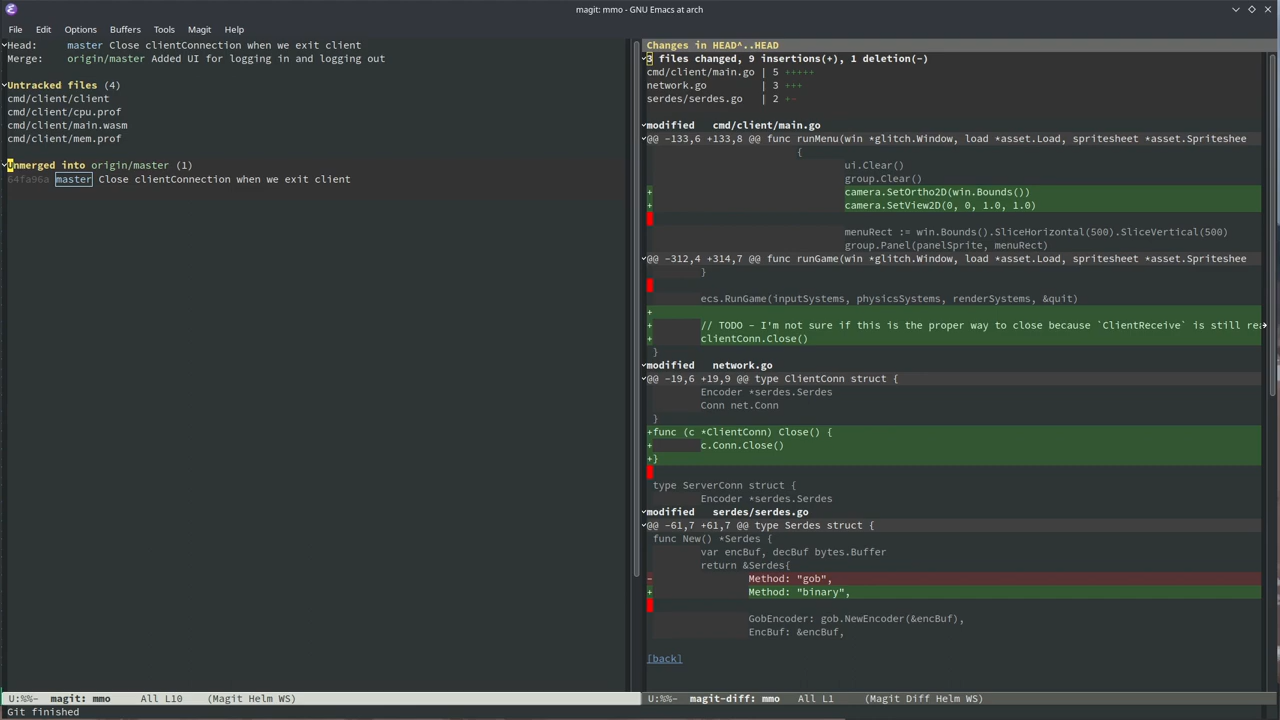 magit: mmo - GNU Emacs at arch
File Edit Options Buffers Tools Magit Help
Head: master Close clientConnection when we exit client
Merge: origin/master Added UI for logging in and logging out
Untracked files (4)
cmd/client/client
cmd/client/cpu.prof
cmd/client/main.wasm
cmd/client/mem.prof
Unmerged into origin/master (1)
64fa96a master Close clientConnection when we exit client
U:%%- magit: mmo All L10 (Magit Helm WS)
Git finished
Changes in HEAD^..HEAD
3 files changed, 9 insertions(+), 1 deletion(-)
cmd/client/main.go | 5 +++++
network.go | 3 +++
serdes/serdes.go | 2 +-
modified cmd/client/main.go
@@ -133,6 +133,8 @@ func runMenu(win *glitch.Window, load *asset.Load, spritesheet *asset.Spriteshee
{
ui.Clear()
group.Clear()
+ camera.SetOrtho2D(win.Bounds())
+ camera.SetView2D(0, 0, 1.0, 1.0)
menuRect := win.Bounds().SliceHorizontal(500).SliceVertical(500)
group.Panel(panelSprite, menuRect)
@@ -312,4 +314,7 @@ func runGame(win *glitch.Window, load *asset.Load, spritesheet *asset.Spriteshee
}
ecs.RunGame(inputSystems, physicsSystems, renderSystems, &quit)
+
+ // TODO - I'm not sure if this is the proper way to close because `ClientReceive` is still rea
+ clientConn.Close()
}
modified network.go
@@ -19,6 +19,9 @@ type ClientConn struct {
Encoder *serdes.Serdes
Conn net.Conn
}
+func (c *ClientConn) Close() {
+ c.Conn.Close()
+}
type ServerConn struct {
Encoder *serdes.Serdes
modified serdes/serdes.go
@@ -61,7 +61,7 @@ type Serdes struct {
func New() *Serdes {
var encBuf, decBuf bytes.Buffer
return &Serdes{
- Method: "gob",
+ Method: "binary",
GobEncoder: gob.NewEncoder(&encBuf),
EncBuf: &encBuf,
[back]
U:%%- magit-diff: mmo All L1 (Magit Diff Helm WS)